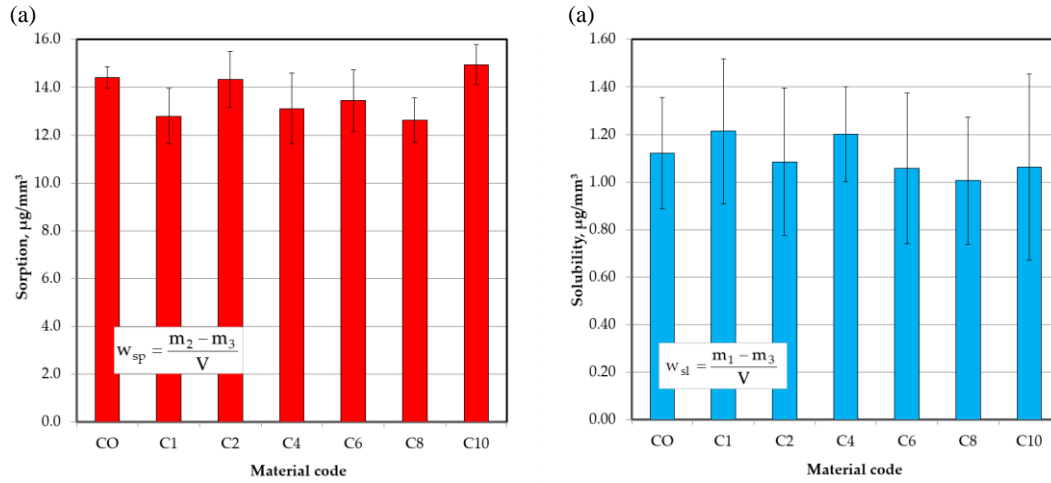 (a)
16.0
14.0
12.0
10.0
8.0
6.0
4.0
2.0
0.0
Sorption, µg/mm³
w_sp = (m₂ − m₃) / V
CO C1 C2 C4 C6 C8 C10
Material code
(a)
1.60
1.40
1.20
1.00
0.80
0.60
0.40
0.20
0.00
Solubility, µg/mm³
w_sl = (m₁ − m₃) / V
CO C1 C2 C4 C6 C8 C10
Material code